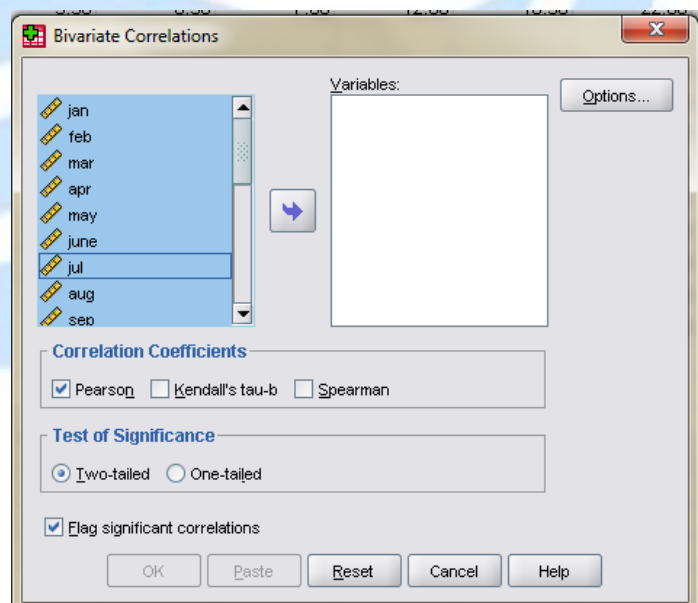 Bivariate Correlations
Variables:
Options...
jan
feb
mar
apr
may
june
jul
aug
sep
Correlation Coefficients
Pearson Kendall's tau-b Spearman
Test of Significance
Two-tailed One-tailed
Flag significant correlations
OK Paste Reset Cancel Help